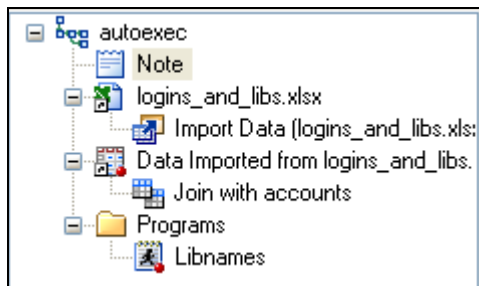 autoexec
Note
logins_and_libs.xlsx
Import Data (logins_and_libs.xls
Data Imported from logins_and_libs.
Join with accounts
Programs
Libnames